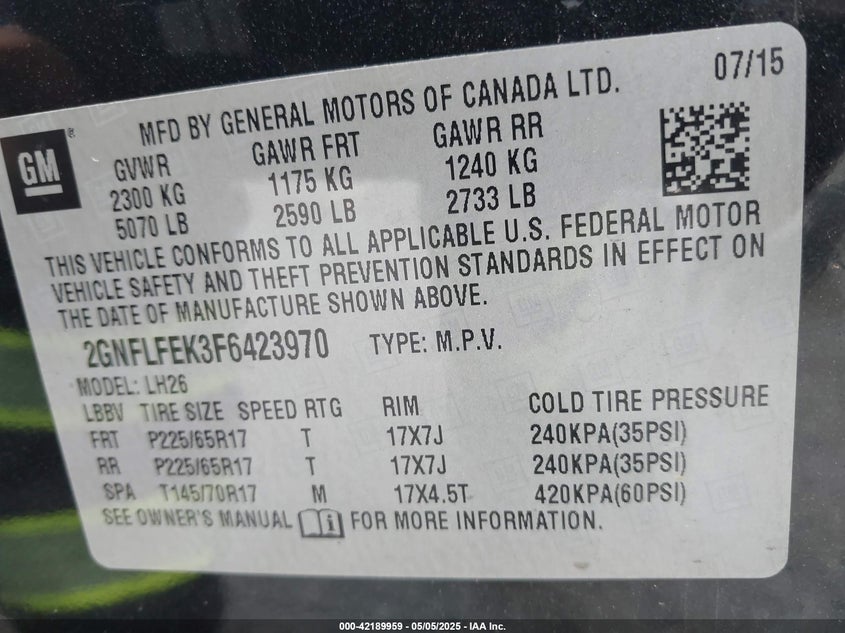 07/15
MFD BY GENERAL MOTORS OF CANADA LTD.
GM®
GVWR GAWR FRT GAWR RR
2300 KG 1175 KG 1240 KG
5070 LB 2590 LB 2733 LB
THIS VEHICLE CONFORMS TO ALL APPLICABLE U.S. FEDERAL MOTOR
VEHICLE SAFETY AND THEFT PREVENTION STANDARDS IN EFFECT ON
THE DATE OF MANUFACTURE SHOWN ABOVE.
2GNFLFEK3F6423970 TYPE: M.P.V.
MODEL: LH26
LBBV TIRE SIZE SPEED RTG RIM COLD TIRE PRESSURE
FRT P225/65R17 T 17X7J 240KPA(35PSI)
RR P225/65R17 T 17X7J 240KPA(35PSI)
SPA T145/70R17 M 17X4.5T 420KPA(60PSI)
SEE OWNER'S MANUAL i FOR MORE INFORMATION.
000-42189959 - 05/05/2025 - IAA Inc.